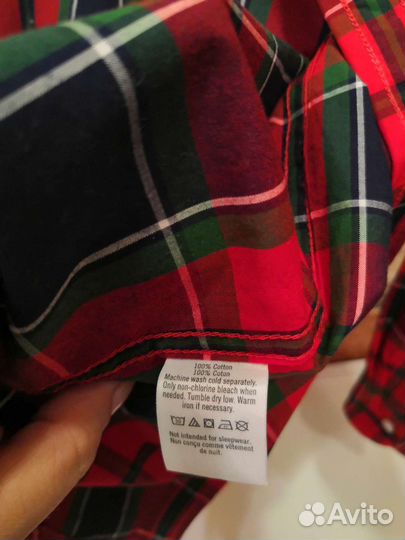 100% Cotton
100% Coton
Machine wash cold separately.
Only non-chlorine bleach when
needed. Tumble dry low. Warm
iron if necessary.
Not intended for sleepwear.
Non conçu comme vêtement
de nuit.
Avito